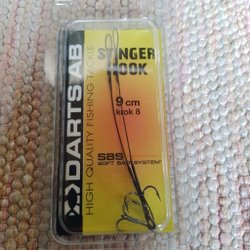 DARTS AB
HIGH QUALITY FISHING TACKLE
STINGER
HOOK
9 cm
krok 8
SBS
SOFT BAIT SYSTEM